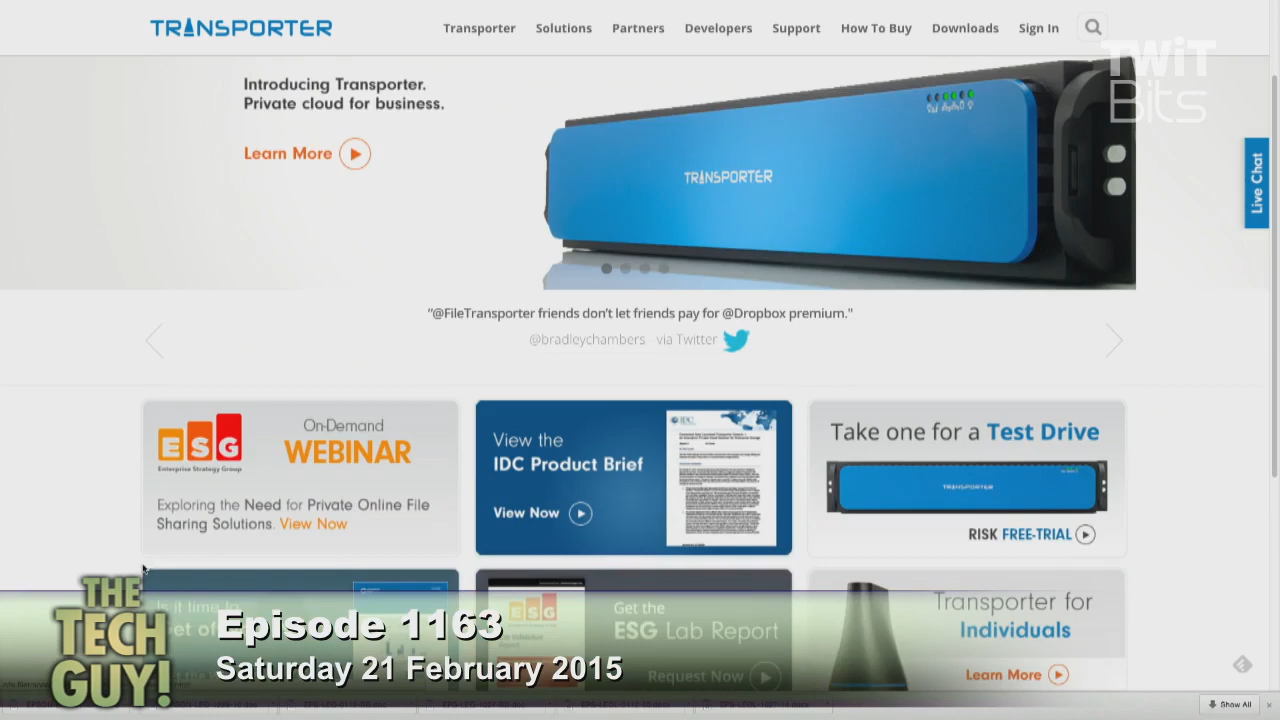 TRANSPORTER
Transporter Solutions Partners Developers Support How To Buy Downloads Sign In
TWiT
Bits
Introducing Transporter.
Private cloud for business.
Learn More
TRANSPORTER
Live Chat
"@FileTransporter friends don't let friends pay for @Dropbox premium."
@bradleychambers via Twitter
ESG
Enterprise Strategy Group
On-Demand
WEBINAR
Exploring the Need for Private Online File
Sharing Solutions. View Now
View the
IDC Product Brief
View Now
IDC
Take one for a Test Drive
TRANSPORTER
RISK FREE-TRIAL
Is it time to
Get the
ESG Lab Report
Request Now
ESG
Transporter for
Individuals
Learn More
THE
TECH
GUY!
Episode 1163
Saturday 21 February 2015
Show All